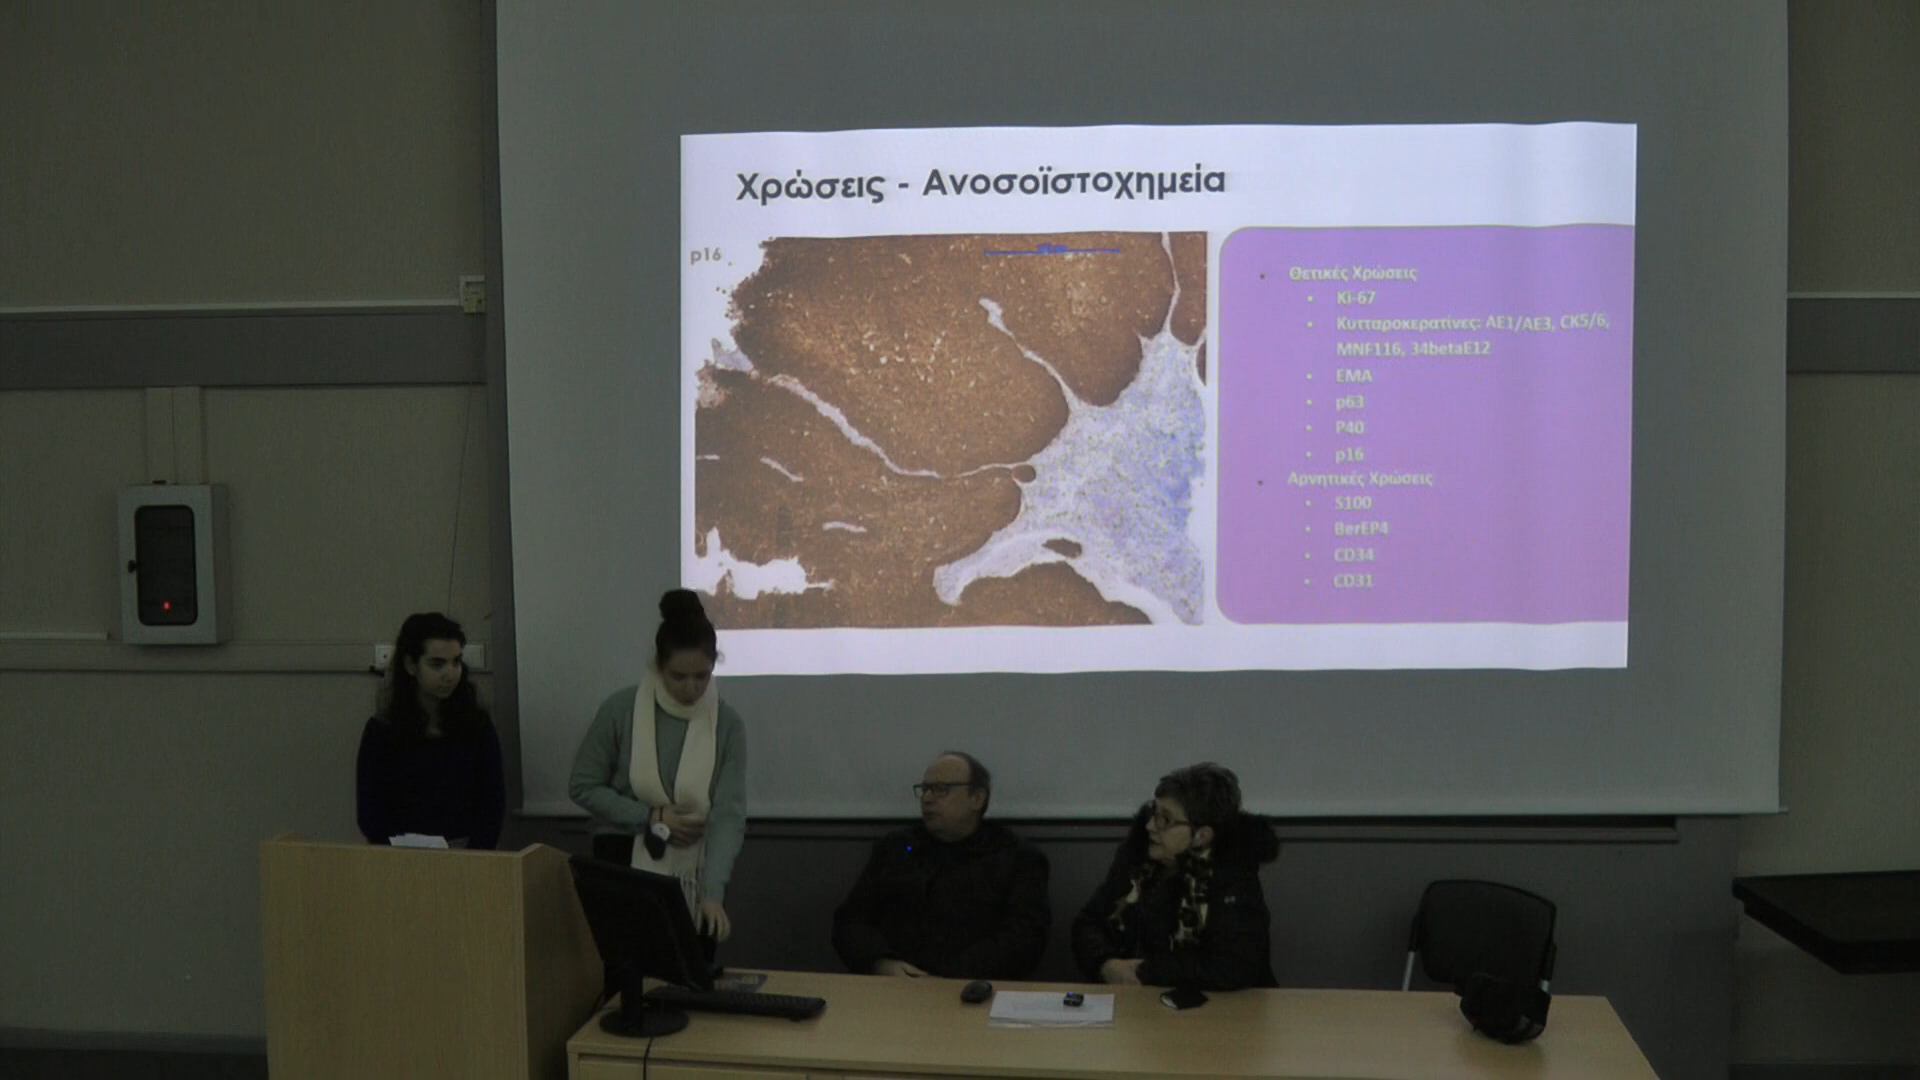 Χρώσεις - Ανοσοϊστοχημεία
p16
Θετικές Χρώσεις
Ki-67
Κυτταροκερατίνες: AE1/AE3, CK5/6,
MNF116, 34betaE12
EMA
p63
P40
p16
Αρνητικές Χρώσεις
S100
BerEP4
CD34
CD31